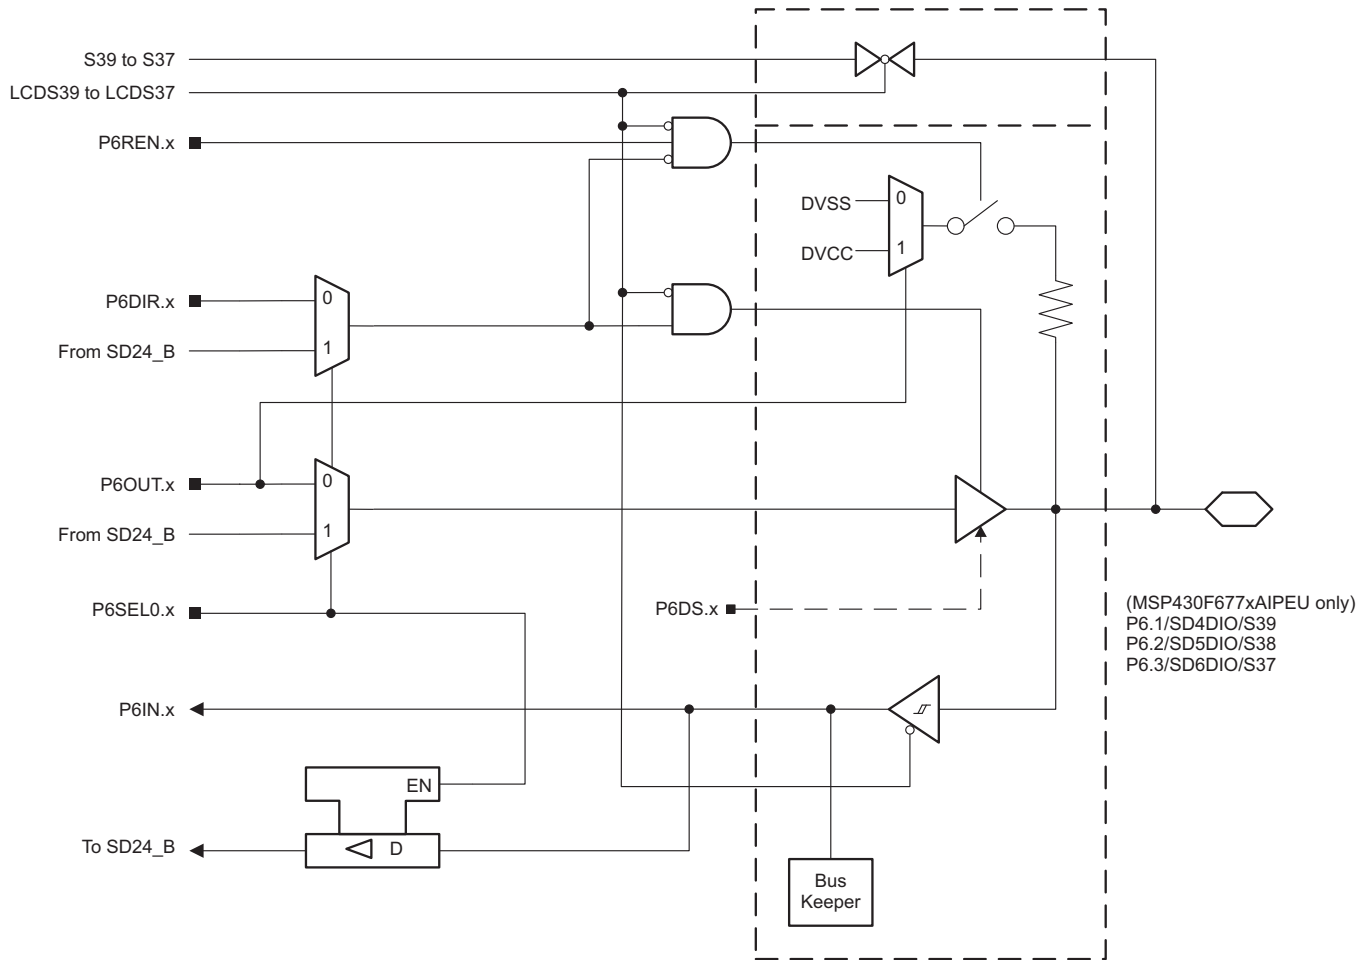 S39 to S37
LCDS39 to LCDS37
P6REN.x
DVSS
0
DVCC
1
P6DIR.x
0
From SD24_B
1
P6OUT.x
0
From SD24_B
1
P6SEL0.x
P6DS.x
(MSP430F677xAIPEU only)
P6.1/SD4DIO/S39
P6.2/SD5DIO/S38
P6.3/SD6DIO/S37
P6IN.x
EN
To SD24_B
D
Bus
Keeper